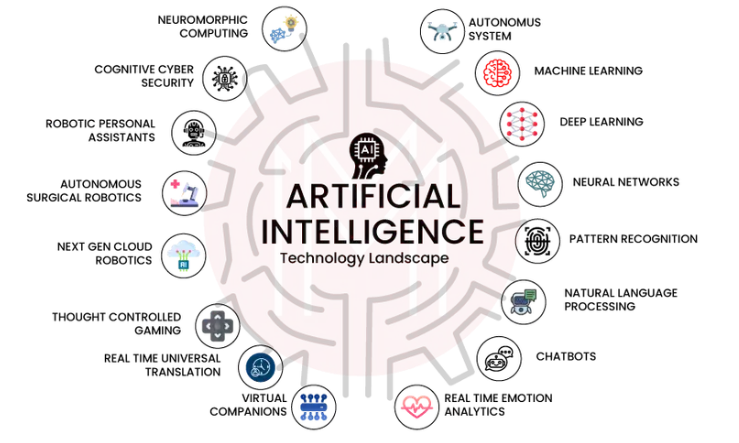 NEUROMORPHIC
COMPUTING
COGNITIVE CYBER
SECURITY
ROBOTIC PERSONAL
ASSISTANTS
AUTONOMOUS
SURGICAL ROBOTICS
NEXT GEN CLOUD
ROBOTICS
THOUGHT CONTROLLED
GAMING
REAL TIME UNIVERSAL
TRANSLATION
VIRTUAL
COMPANIONS
AI
ARTIFICIAL
INTELLIGENCE
Technology Landscape
AUTONOMUS
SYSTEM
MACHINE LEARNING
DEEP LEARNING
NEURAL NETWORKS
PATTERN RECOGNITION
NATURAL LANGUAGE
PROCESSING
CHATBOTS
REAL TIME EMOTION
ANALYTICS